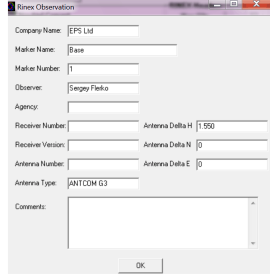 Rinex Observation
Company Name: EPS Ltd
Marker Name: Base
Marker Number: 1
Observer: Sergey Flerko
Agency:
Receiver Number: Antenna Delta H 1.550
Receiver Version: Antenna Delta N 0
Antenna Number: Antenna Delta E 0
Antenna Type: ANTCOM G3
Comments:
OK